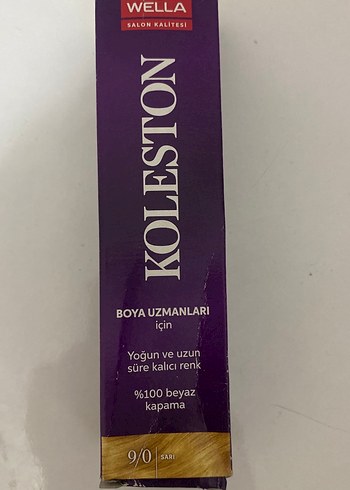 WELLA
SALON KALİTESİ
KOLESTON
BOYA UZMANLARI
için
Yoğun ve uzun
süre kalıcı renk
%100 beyaz
kapama
9/0 SARI